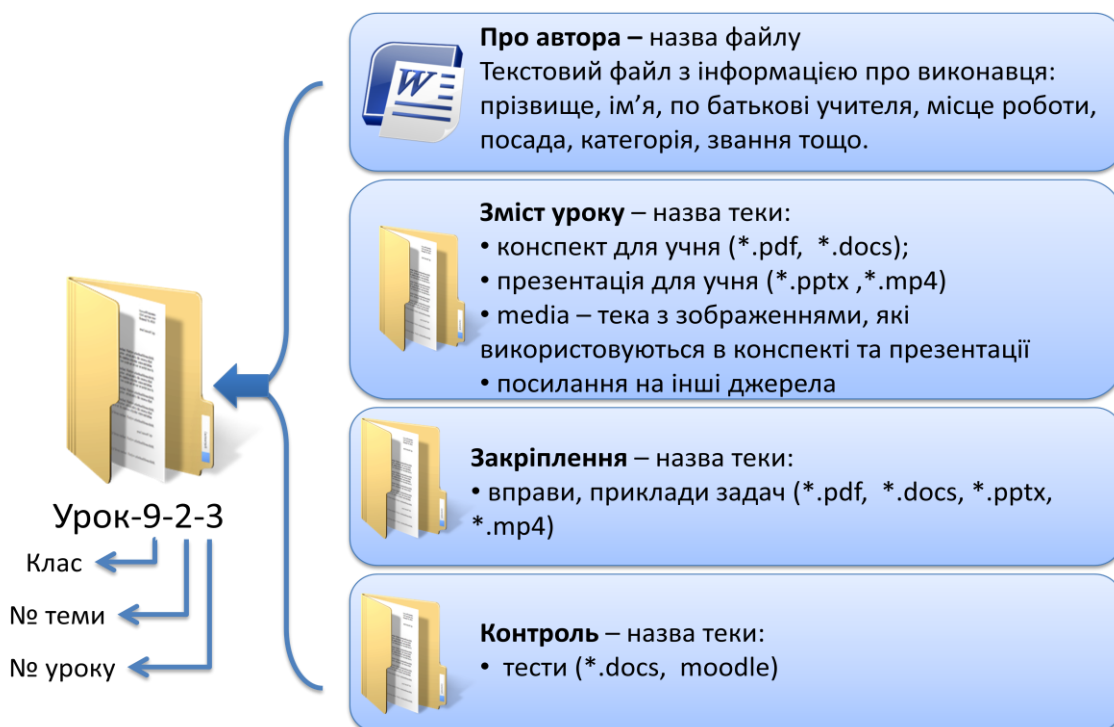 Про автора – назва файлу
Текстовий файл з інформацією про виконавця:
прізвище, ім’я, по батькові учителя, місце роботи,
посада, категорія, звання тощо.
Зміст уроку – назва теки:
• конспект для учня (*.pdf, *.docs);
• презентація для учня (*.pptx ,*.mp4)
• media – тека з зображеннями, які
використовуються в конспекті та презентації
• посилання на інші джерела
Закріплення – назва теки:
• вправи, приклади задач (*.pdf, *.docs, *.pptx,
*.mp4)
Контроль – назва теки:
• тести (*.docs, moodle)
Урок-9-2-3
Клас
№ теми
№ уроку